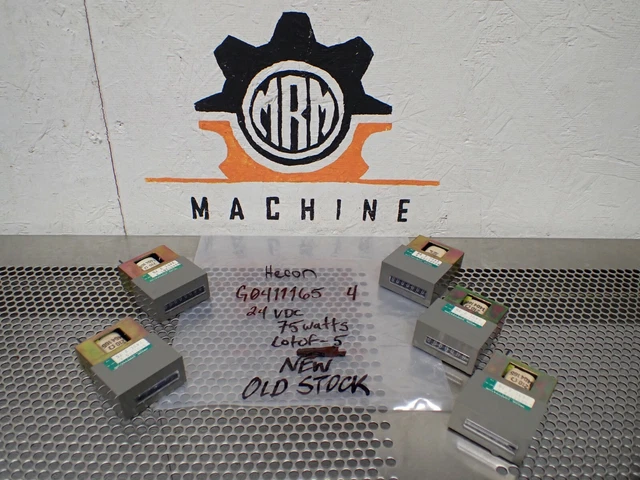 MRM
MACHINE
Hecon
G0411165 4
24 VDC
75 watts
Lot OF - 5
NEW
OLD STOCK